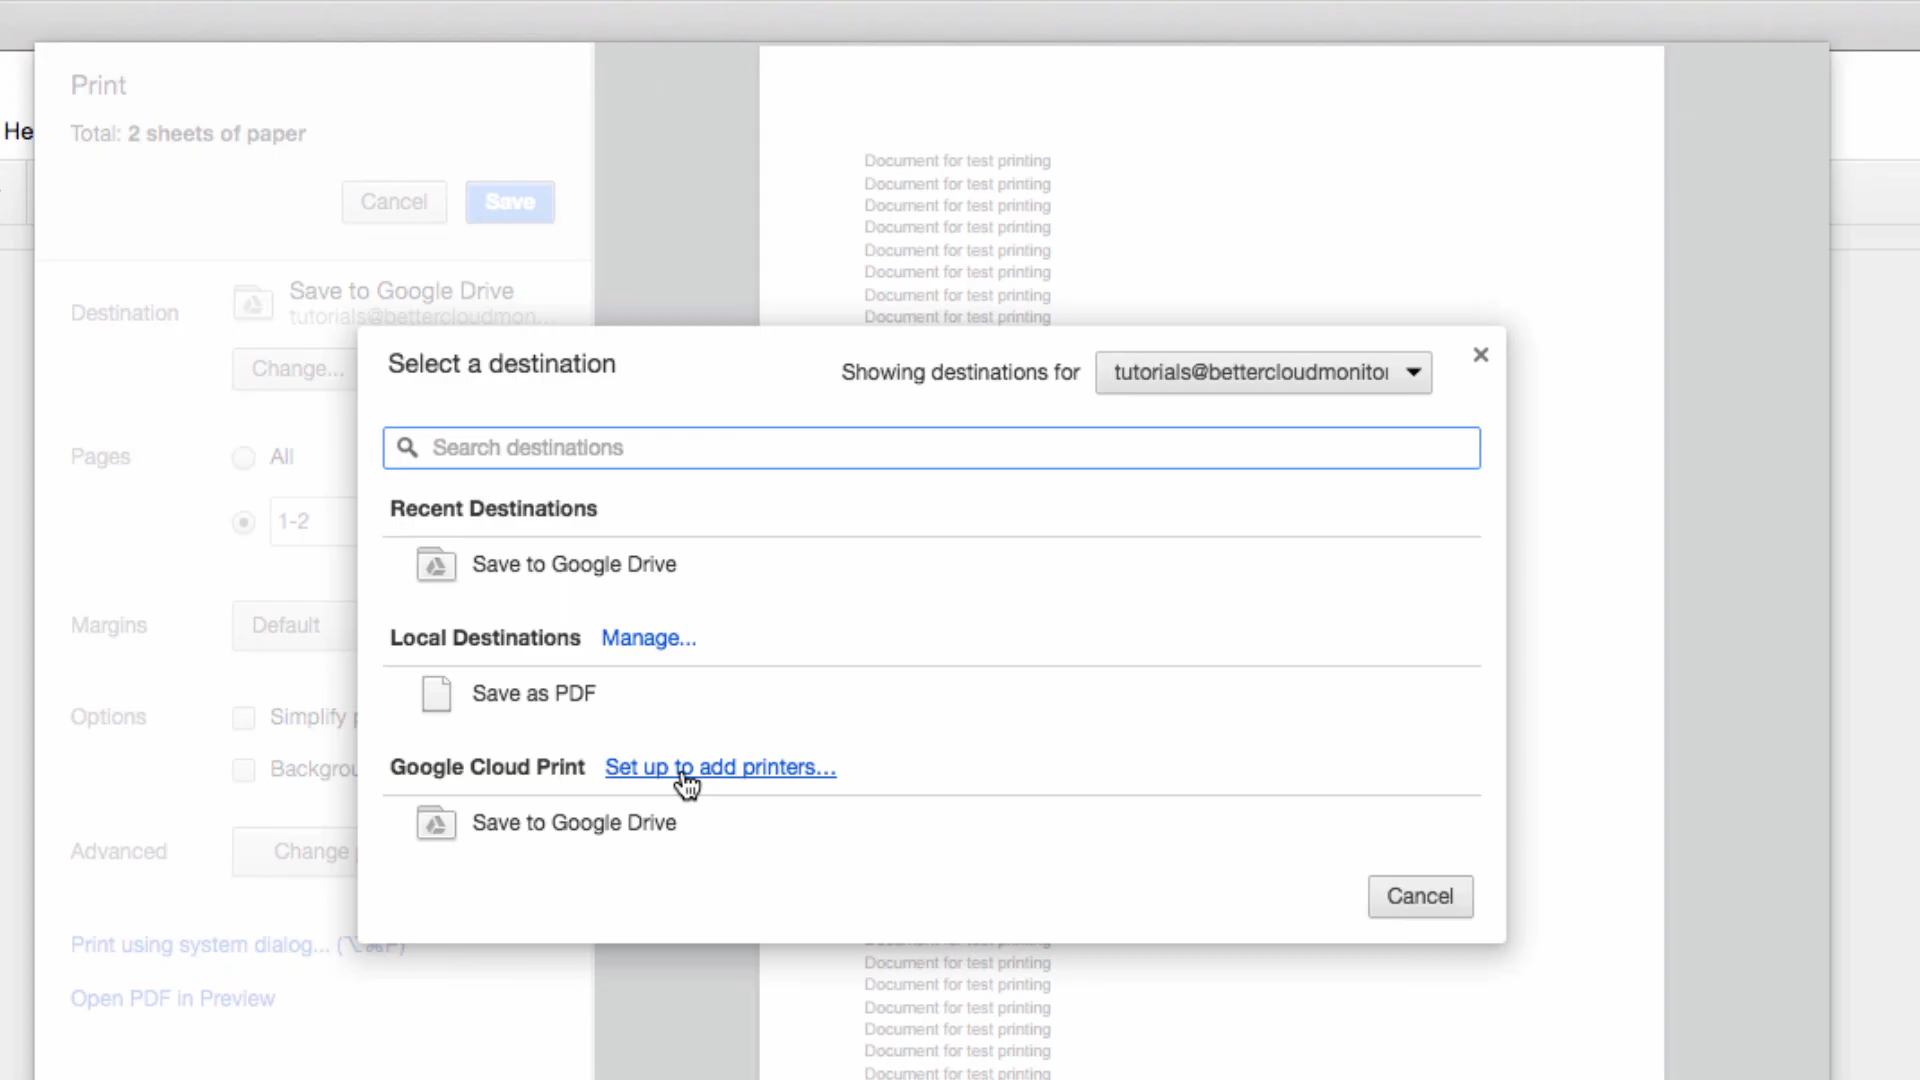 Print
Total: 2 sheets of paper
He
Cancel
Save
Destination
Save to Google Drive
tutorials@bettercloudmon...
Change...
Pages
All
1-2
Margins
Default
Options
Simplify
Backgrou
Advanced
Change
Print using system dialog... (⌥⌘P)
Open PDF in Preview
Document for test printing
Document for test printing
Document for test printing
Document for test printing
Document for test printing
Document for test printing
Document for test printing
Document for test printing
Select a destination
Showing destinations for
tutorials@bettercloudmonitor
Search destinations
Recent Destinations
Save to Google Drive
Local Destinations Manage...
Save as PDF
Google Cloud Print Set up to add printers...
Save to Google Drive
Cancel
Document for test printing
Document for test printing
Document for test printing
Document for test printing
Document for test printing
Document for test printing